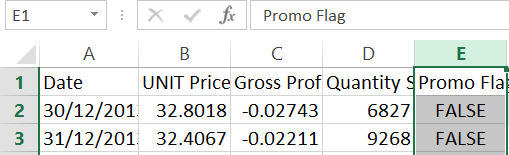 E1 fx Promo Flag
A B C D E
1 Date UNIT Price Gross Prof Quantity S Promo Fla
2 30/12/201 32.8018 -0.02743 6827 FALSE
3 31/12/201 32.4067 -0.02211 9268 FALSE